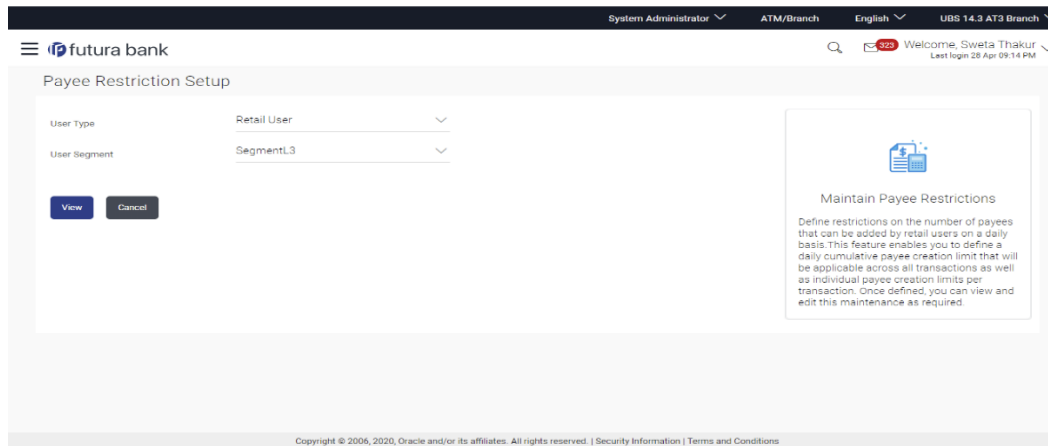 System Administrator ATM/Branch English UBS 14.3 AT3 Branch
futura bank 323 Welcome, Sweta Thakur
Last login 28 Apr 09:14 PM
Payee Restriction Setup
User Type Retail User
User Segment SegmentL3
View Cancel
Maintain Payee Restrictions
Define restrictions on the number of payees
that can be added by retail users on a daily
basis.This feature enables you to define a
daily cumulative payee creation limit that will
be applicable across all transactions as well
as individual payee creation limits per
transaction. Once defined, you can view and
edit this maintenance as required.
Copyright © 2006, 2020, Oracle and/or its affiliates. All rights reserved. | Security Information | Terms and Conditions